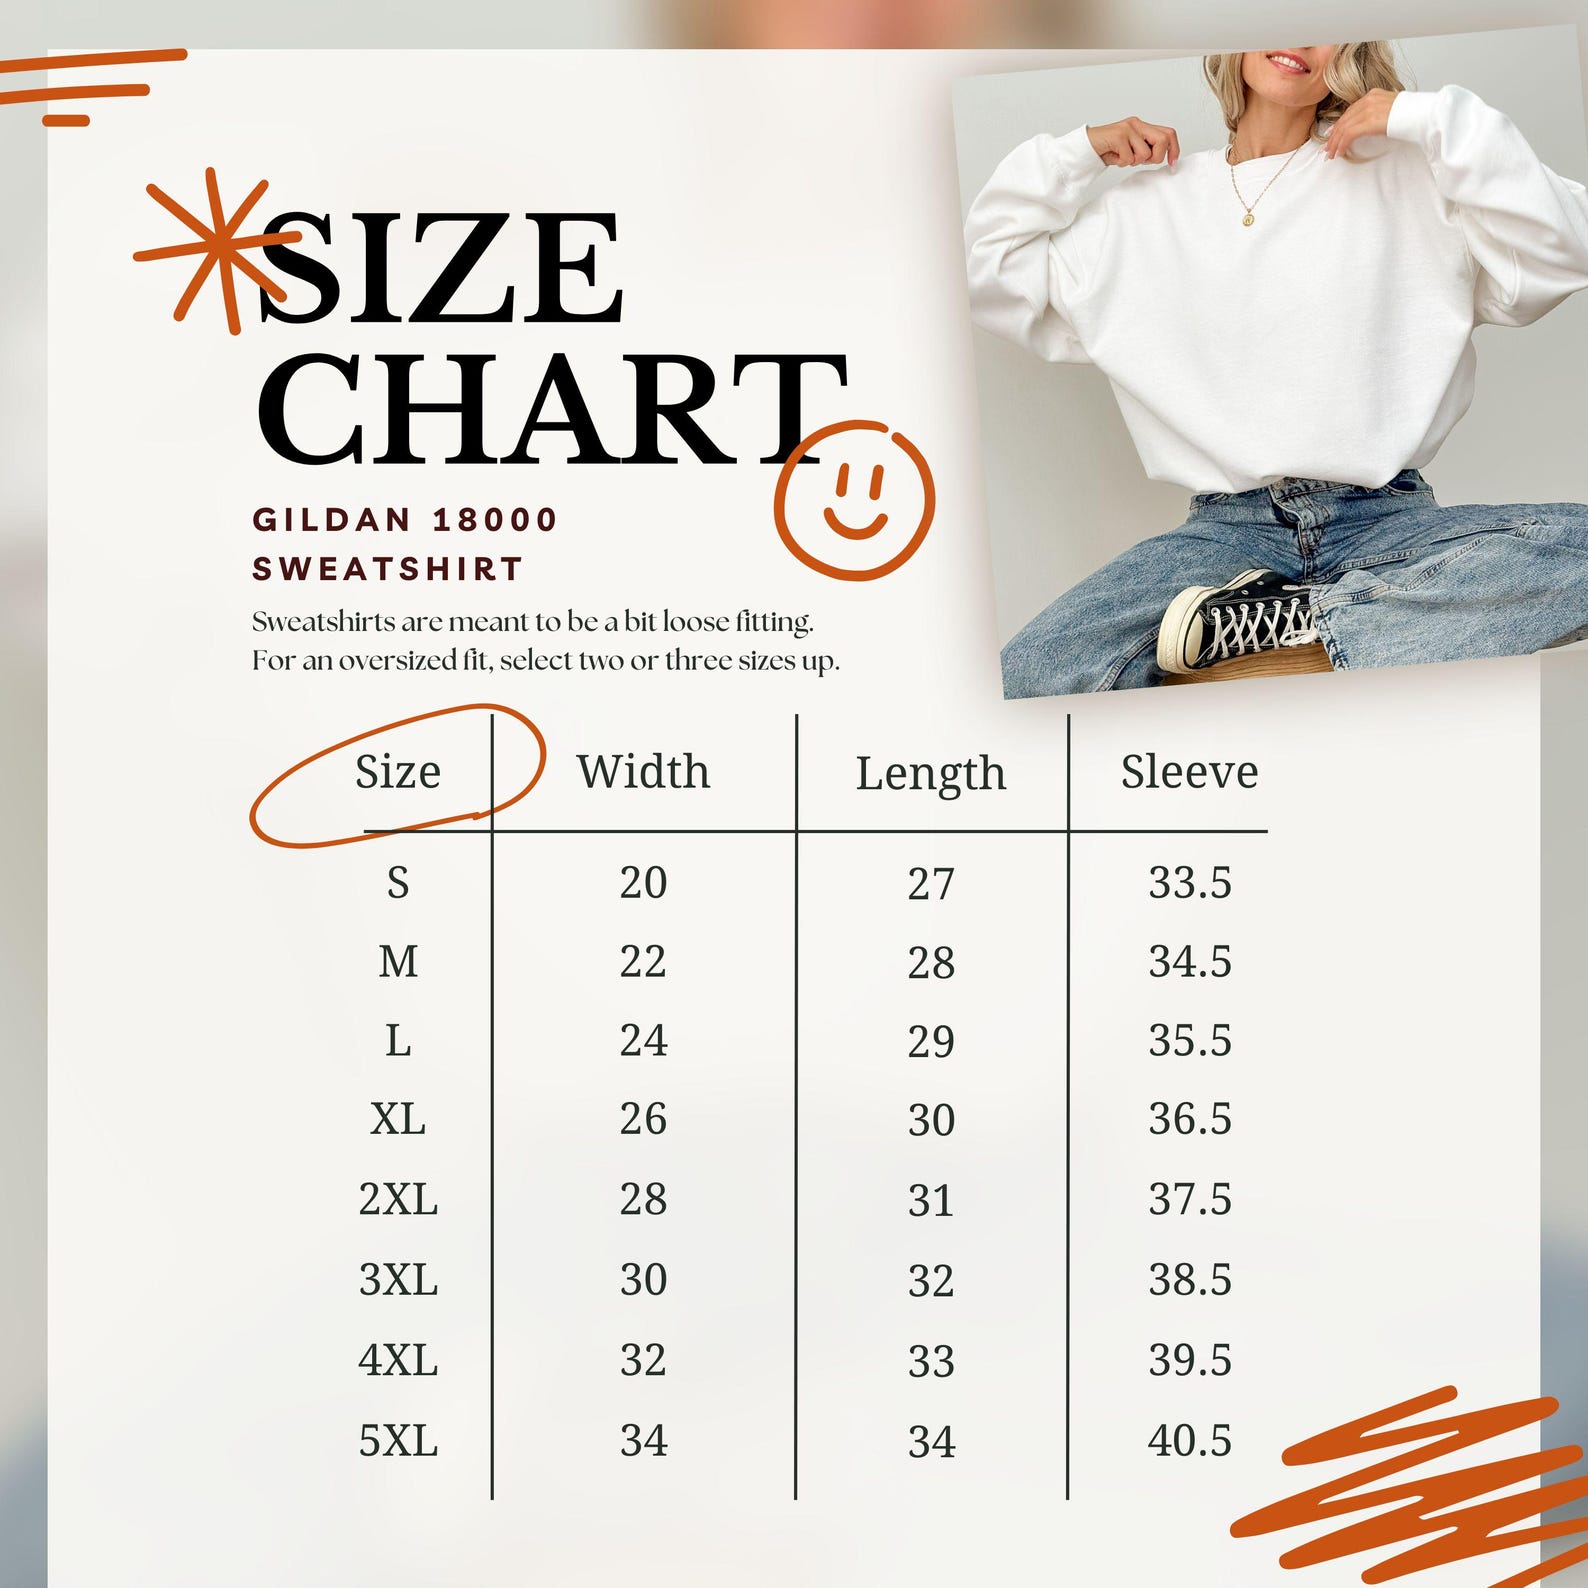 SIZE
CHART
GILDAN 18000
SWEATSHIRT
Sweatshirts are meant to be a bit loose fitting.
For an oversized fit, select two or three sizes up.
Size Width Length Sleeve
S 20 27 33.5
M 22 28 34.5
L 24 29 35.5
XL 26 30 36.5
2XL 28 31 37.5
3XL 30 32 38.5
4XL 32 33 39.5
5XL 34 34 40.5